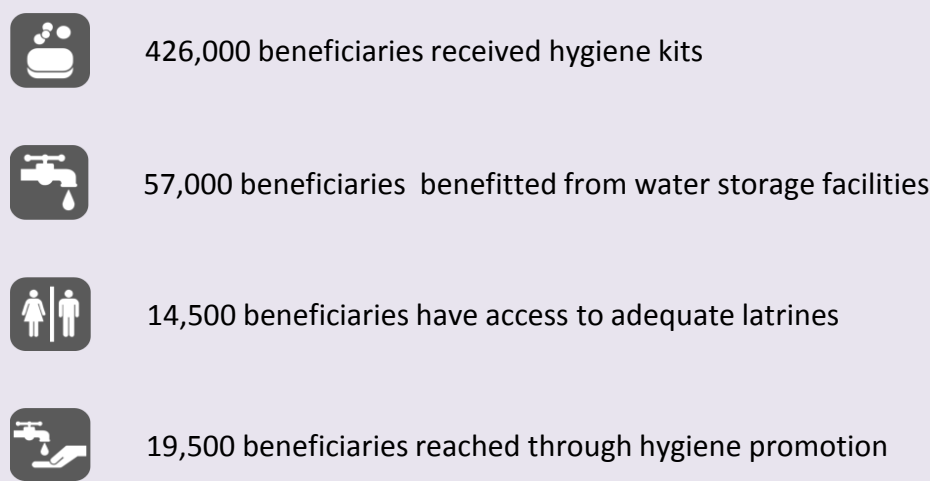 426,000 beneficiaries received hygiene kits
57,000 beneficiaries  benefitted from water storage facilities
14,500 beneficiaries have access to adequate latrines
19,500 beneficiaries reached through hygiene promotion